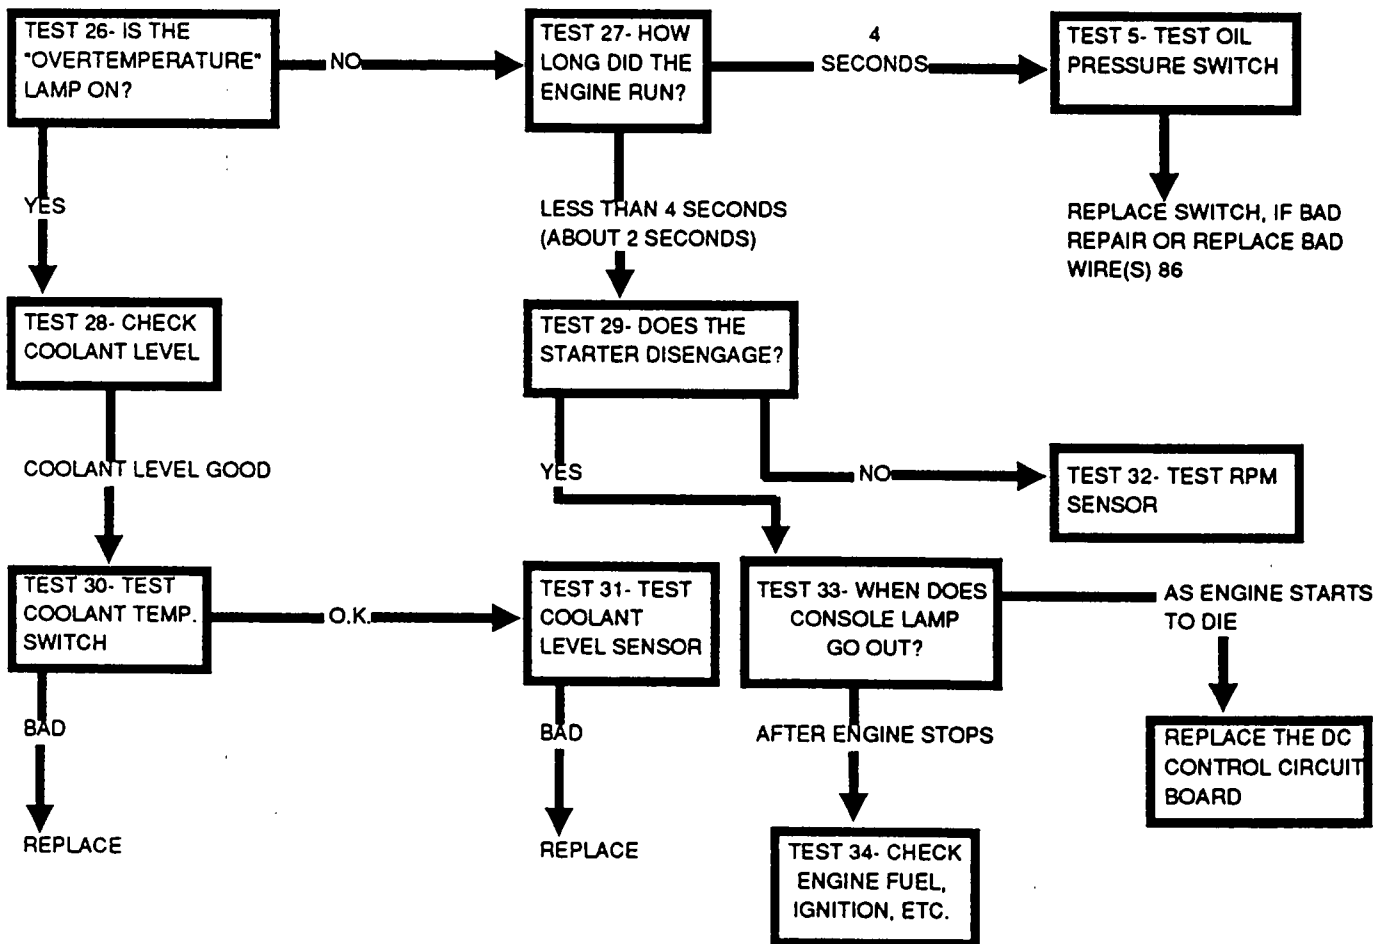 TEST 26- IS THE
"OVERTEMPERATURE"
LAMP ON?
NO
TEST 27- HOW
LONG DID THE
ENGINE RUN?
4
SECONDS
TEST 5- TEST OIL
PRESSURE SWITCH
YES
LESS THAN 4 SECONDS
(ABOUT 2 SECONDS)
REPLACE SWITCH, IF BAD
REPAIR OR REPLACE BAD
WIRE(S) 86
TEST 28- CHECK
COOLANT LEVEL
TEST 29- DOES THE
STARTER DISENGAGE?
COOLANT LEVEL GOOD
YES
NO
TEST 32- TEST RPM
SENSOR
TEST 30- TEST
COOLANT TEMP.
SWITCH
O.K.
TEST 31- TEST
COOLANT
LEVEL SENSOR
TEST 33- WHEN DOES
CONSOLE LAMP
GO OUT?
AS ENGINE STARTS
TO DIE
BAD
BAD
AFTER ENGINE STOPS
REPLACE THE DC
CONTROL CIRCUIT
BOARD
REPLACE
REPLACE
TEST 34- CHECK
ENGINE FUEL,
IGNITION, ETC.